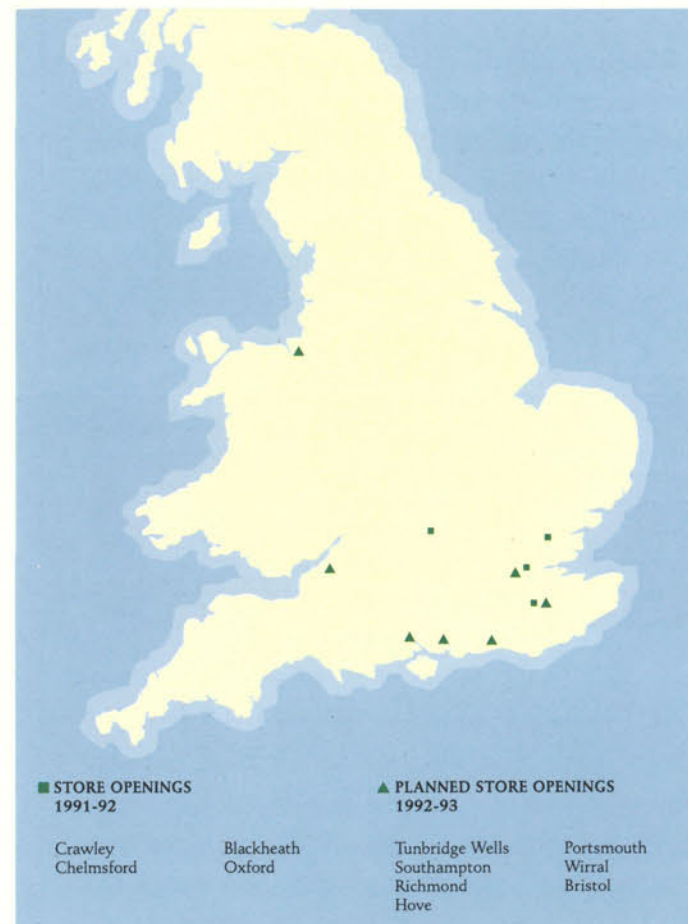 STORE OPENINGS
1991-92
Crawley
Chelmsford
Blackheath
Oxford
PLANNED STORE OPENINGS
1992-93
Tunbridge Wells
Southampton
Richmond
Hove
Portsmouth
Wirral
Bristol